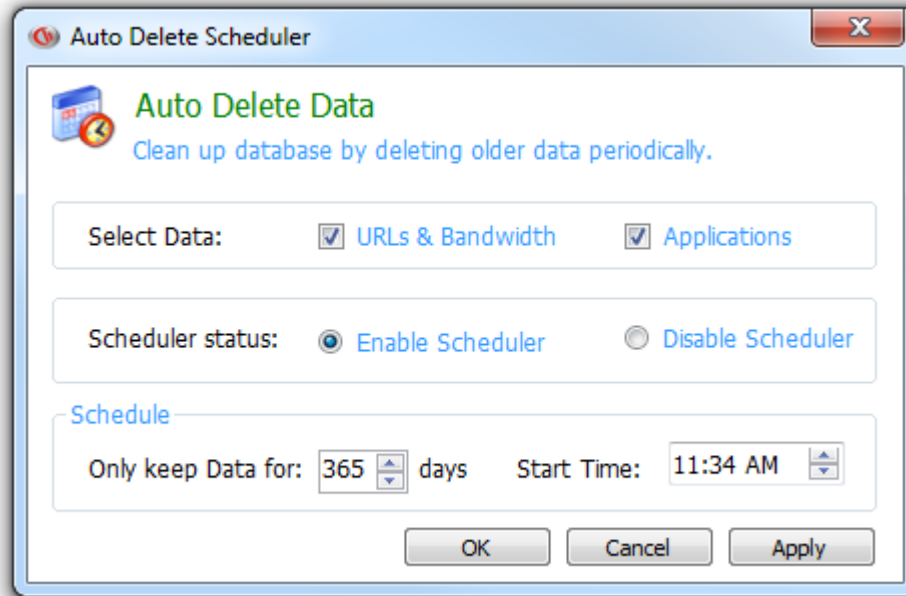 Auto Delete Scheduler
Auto Delete Data
Clean up database by deleting older data periodically.
Select Data: URLs & Bandwidth Applications
Scheduler status: Enable Scheduler Disable Scheduler
Schedule
Only keep Data for: 365 days Start Time: 11:34 AM
OK Cancel Apply